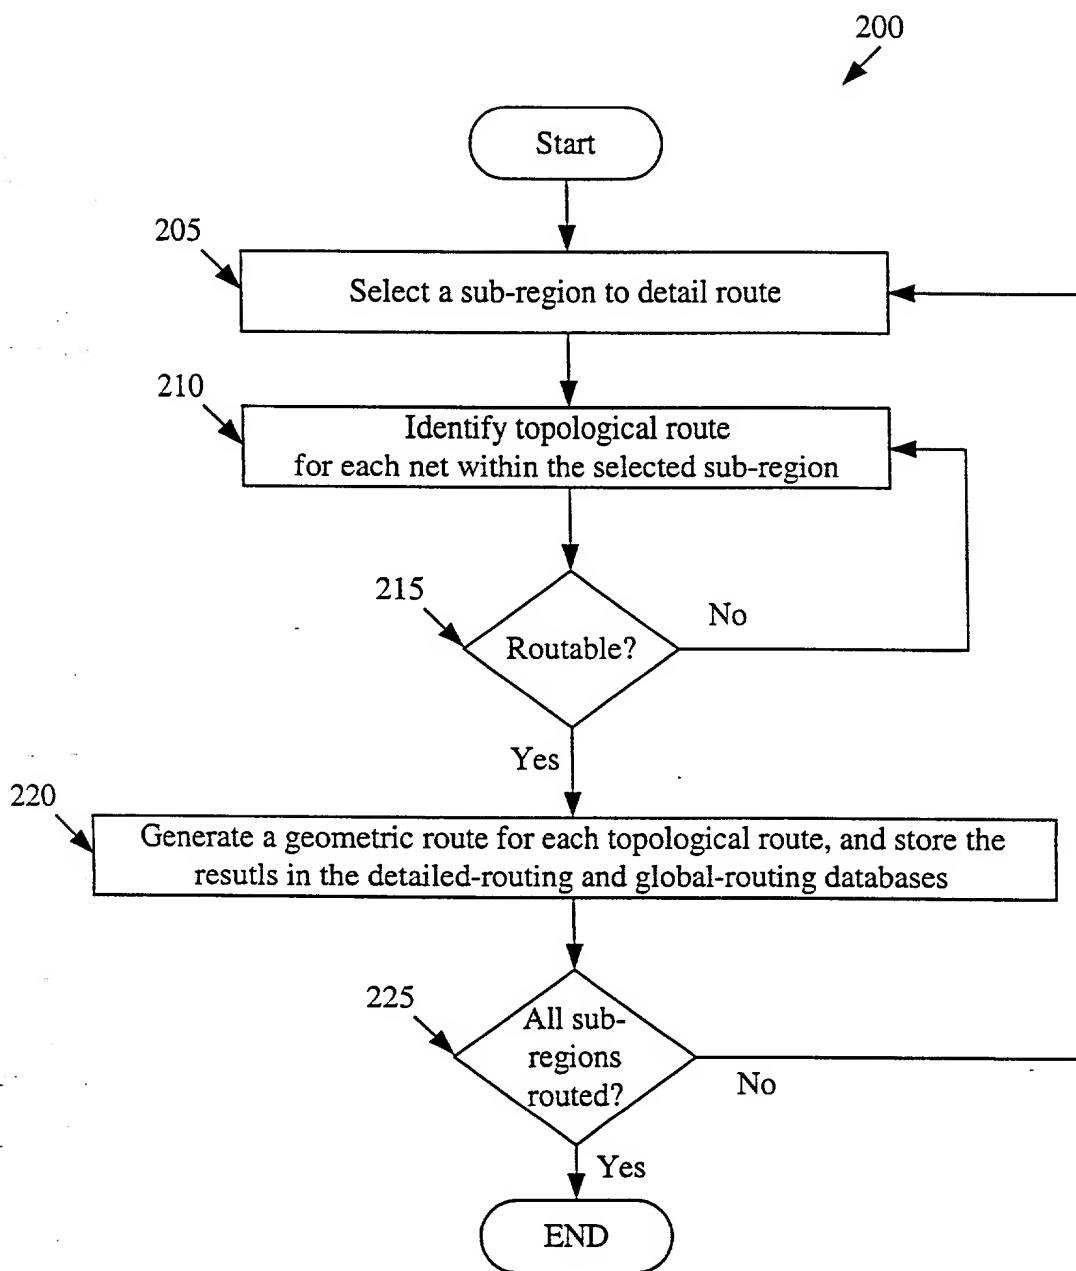 200
Start
205
Select a sub-region to detail route
210
Identify topological route
for each net within the selected sub-region
215
Routable?
No
Yes
220
Generate a geometric route for each topological route, and store the
resutls in the detailed-routing and global-routing databases
225
All sub-
regions
routed?
No
Yes
END